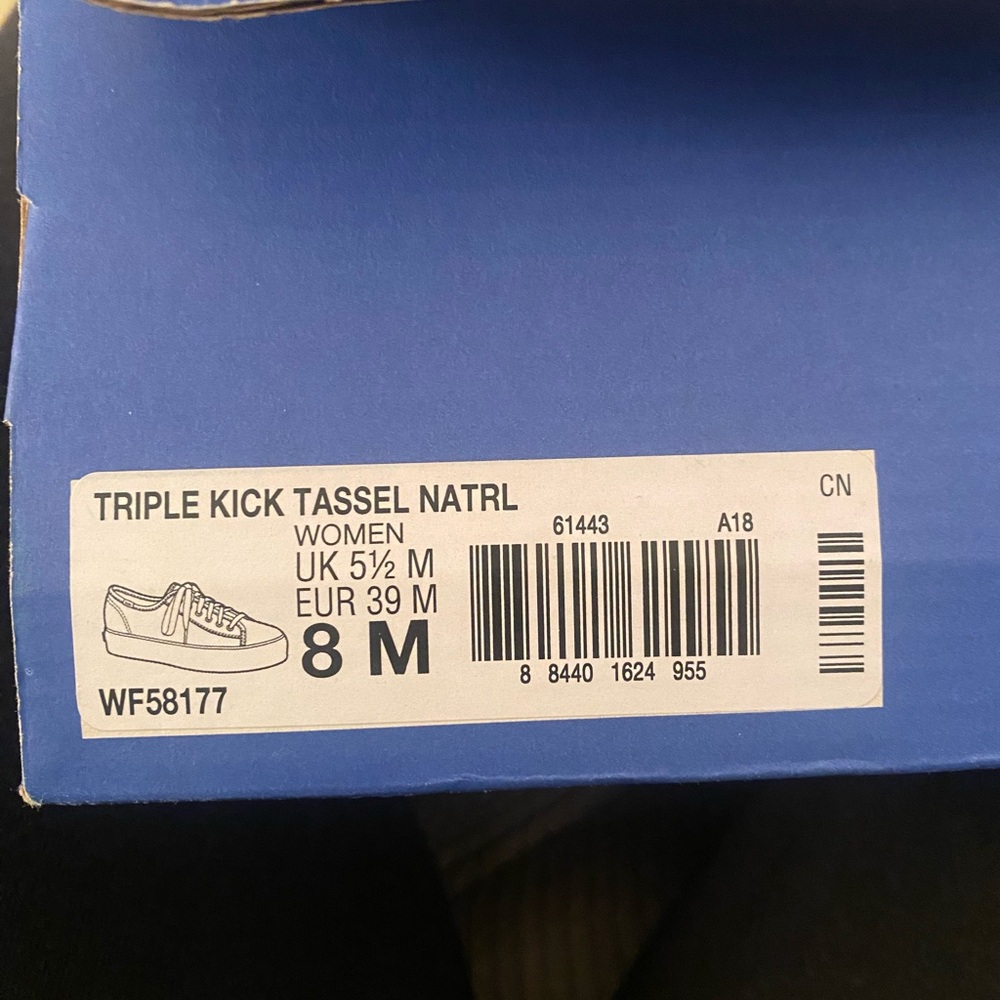 TRIPLE KICK TASSEL NATRL
CN
WOMEN
61443 A18
UK 5½ M
EUR 39 M
8 M
8 8440 1624 955
WF58177